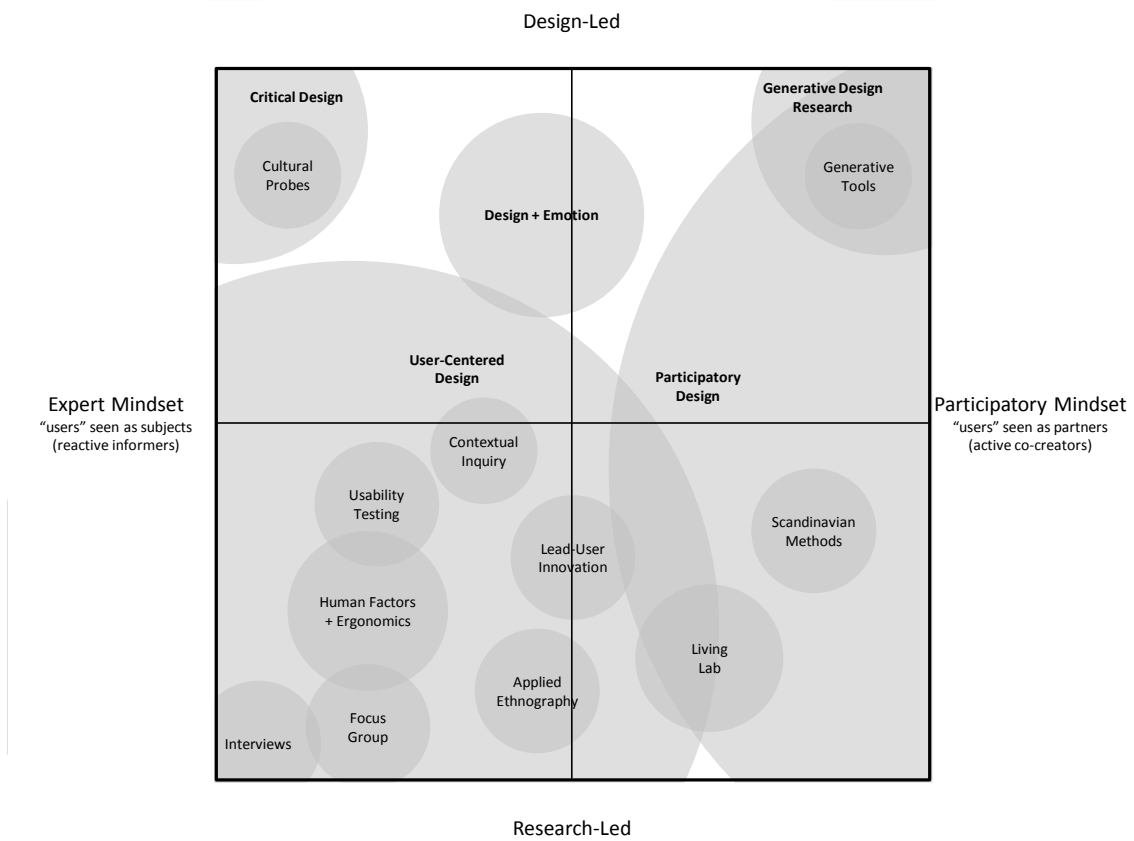 Design-Led
Critical Design
Generative Design
Research
Cultural
Probes
Generative
Tools
Design + Emotion
User-Centered
Design
Participatory
Design
Expert Mindset
"users" seen as subjects
(reactive informers)
Participatory Mindset
"users" seen as partners
(active co-creators)
Contextual
Inquiry
Usability
Testing
Scandinavian
Methods
Lead-User
Innovation
Human Factors
+ Ergonomics
Living
Lab
Applied
Ethnography
Focus
Group
Interviews
Research-Led